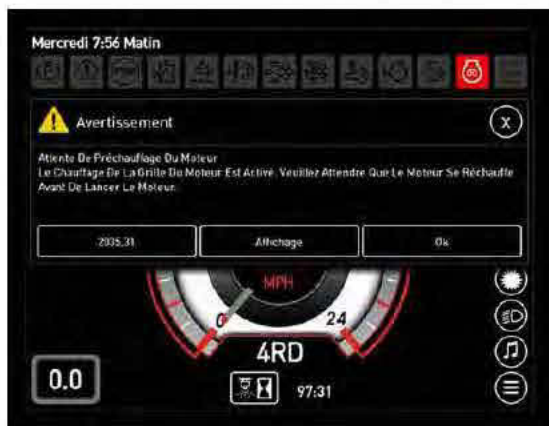 Mercredi 7:56 Matin
Avertissement
X
Attente De Préchauffage Du Moteur
Le Chauffage De La Grille Du Moteur Est Activé. Veuillez Attendre Que Le Moteur Se Réchauffe
Avant De Lancer Le Moteur.
2035.31 Affichage Ok
MPH
0 24
4RD
0.0 97:31